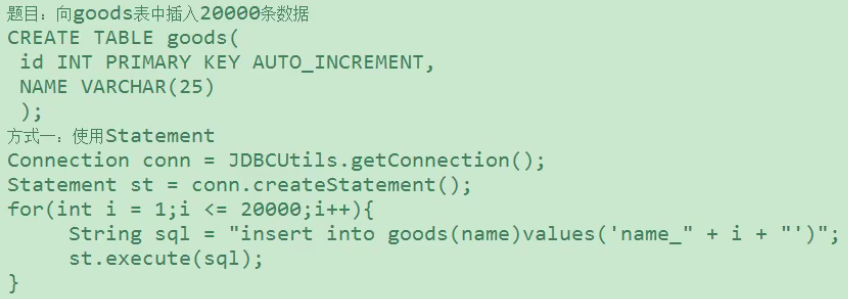 题目：向goods表中插入20000条数据
CREATE TABLE goods(
id INT PRIMARY KEY AUTO_INCREMENT,
NAME VARCHAR(25)
);
方式一：使用Statement
Connection conn = JDBCUtils.getConnection();
Statement st = conn.createStatement();
for(int i = 1;i <= 20000;i++){
String sql = "insert into goods(name)values('name_" + i + "')";
st.execute(sql);
}